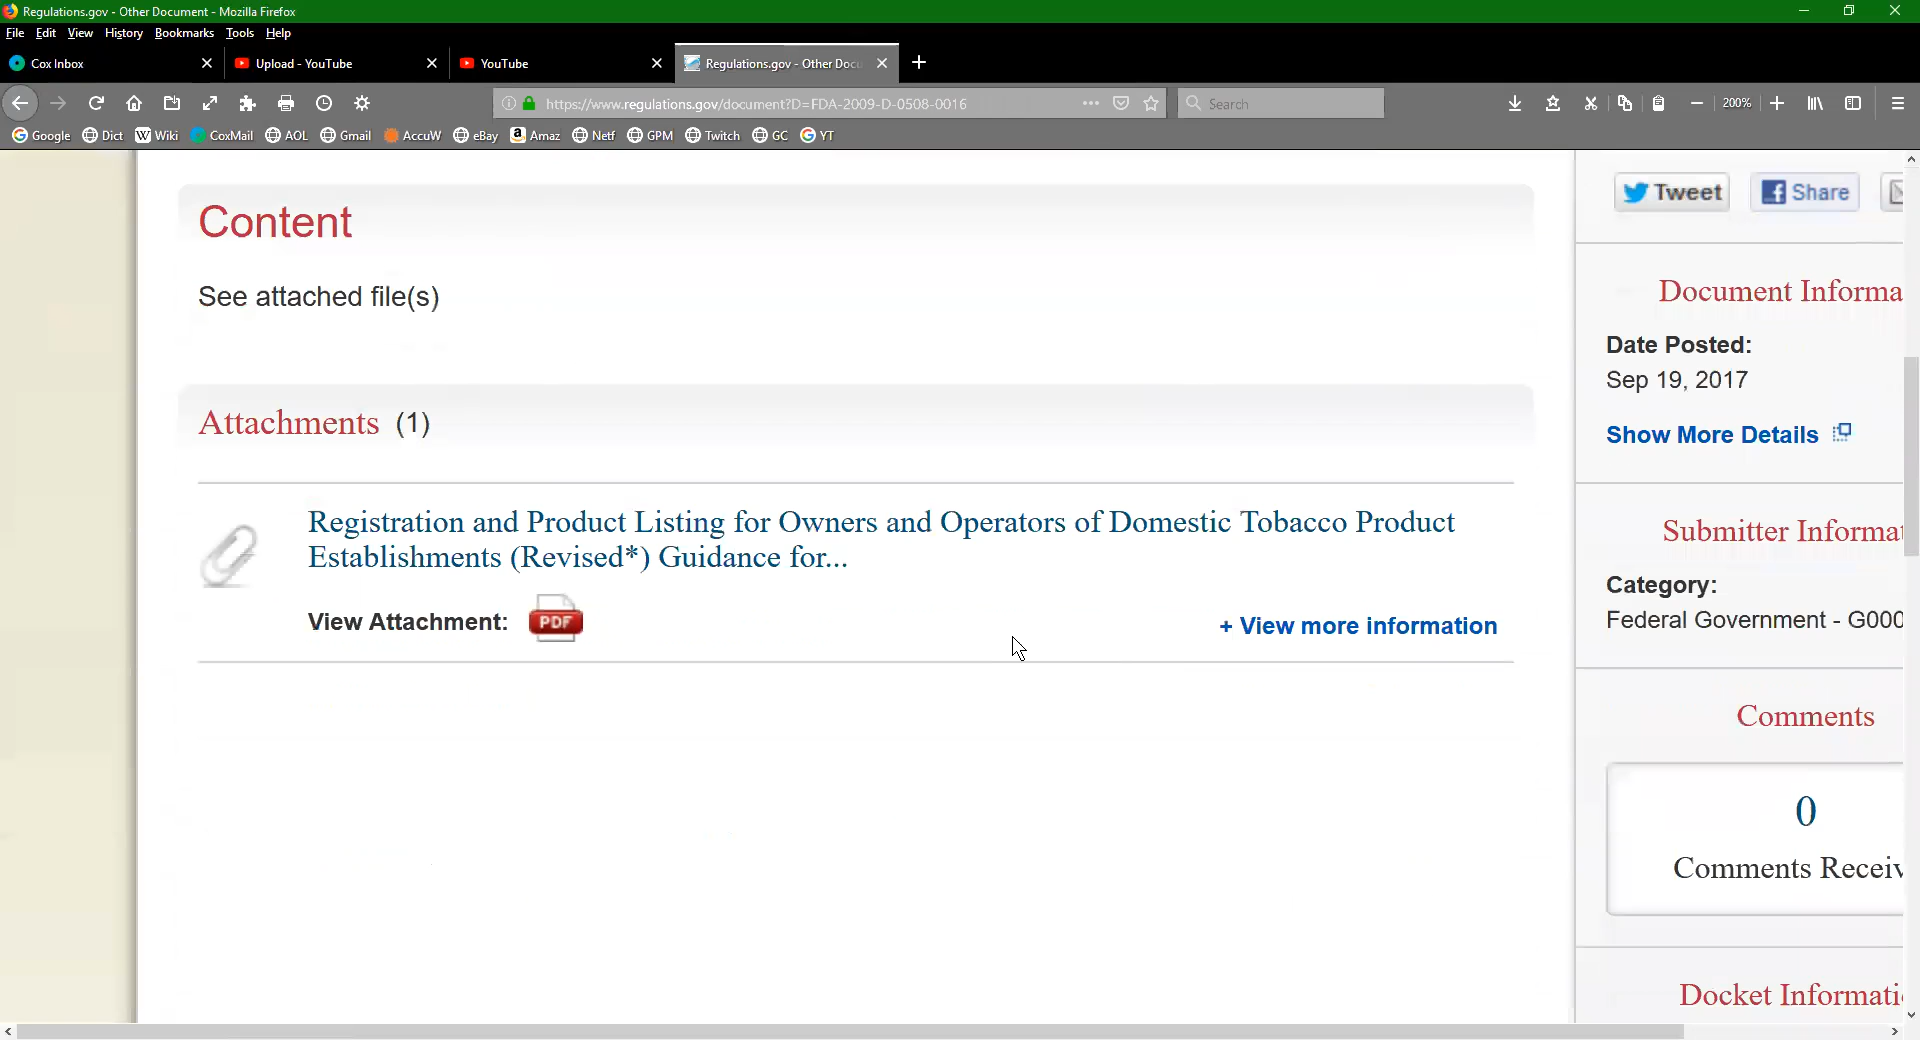 Regulations.gov - Other Document - Mozilla Firefox
File Edit View History Bookmarks Tools Help
Cox Inbox
Upload - YouTube
YouTube
Regulations.gov - Other Docu
https://www.regulations.gov/document?D=FDA-2009-D-0508-0016
Search
200%
Google Dict Wiki CoxMail AOL Gmail AccuW eBay Amaz Netf GPM Twitch GC YT
Content
See attached file(s)
Attachments (1)
Registration and Product Listing for Owners and Operators of Domestic Tobacco Product
Establishments (Revised*) Guidance for...
View Attachment: PDF
+ View more information
Tweet Share
Document Informa
Date Posted:
Sep 19, 2017
Show More Details
Submitter Informat
Category:
Federal Government - G000
Comments
0
Comments Receiv
Docket Informati